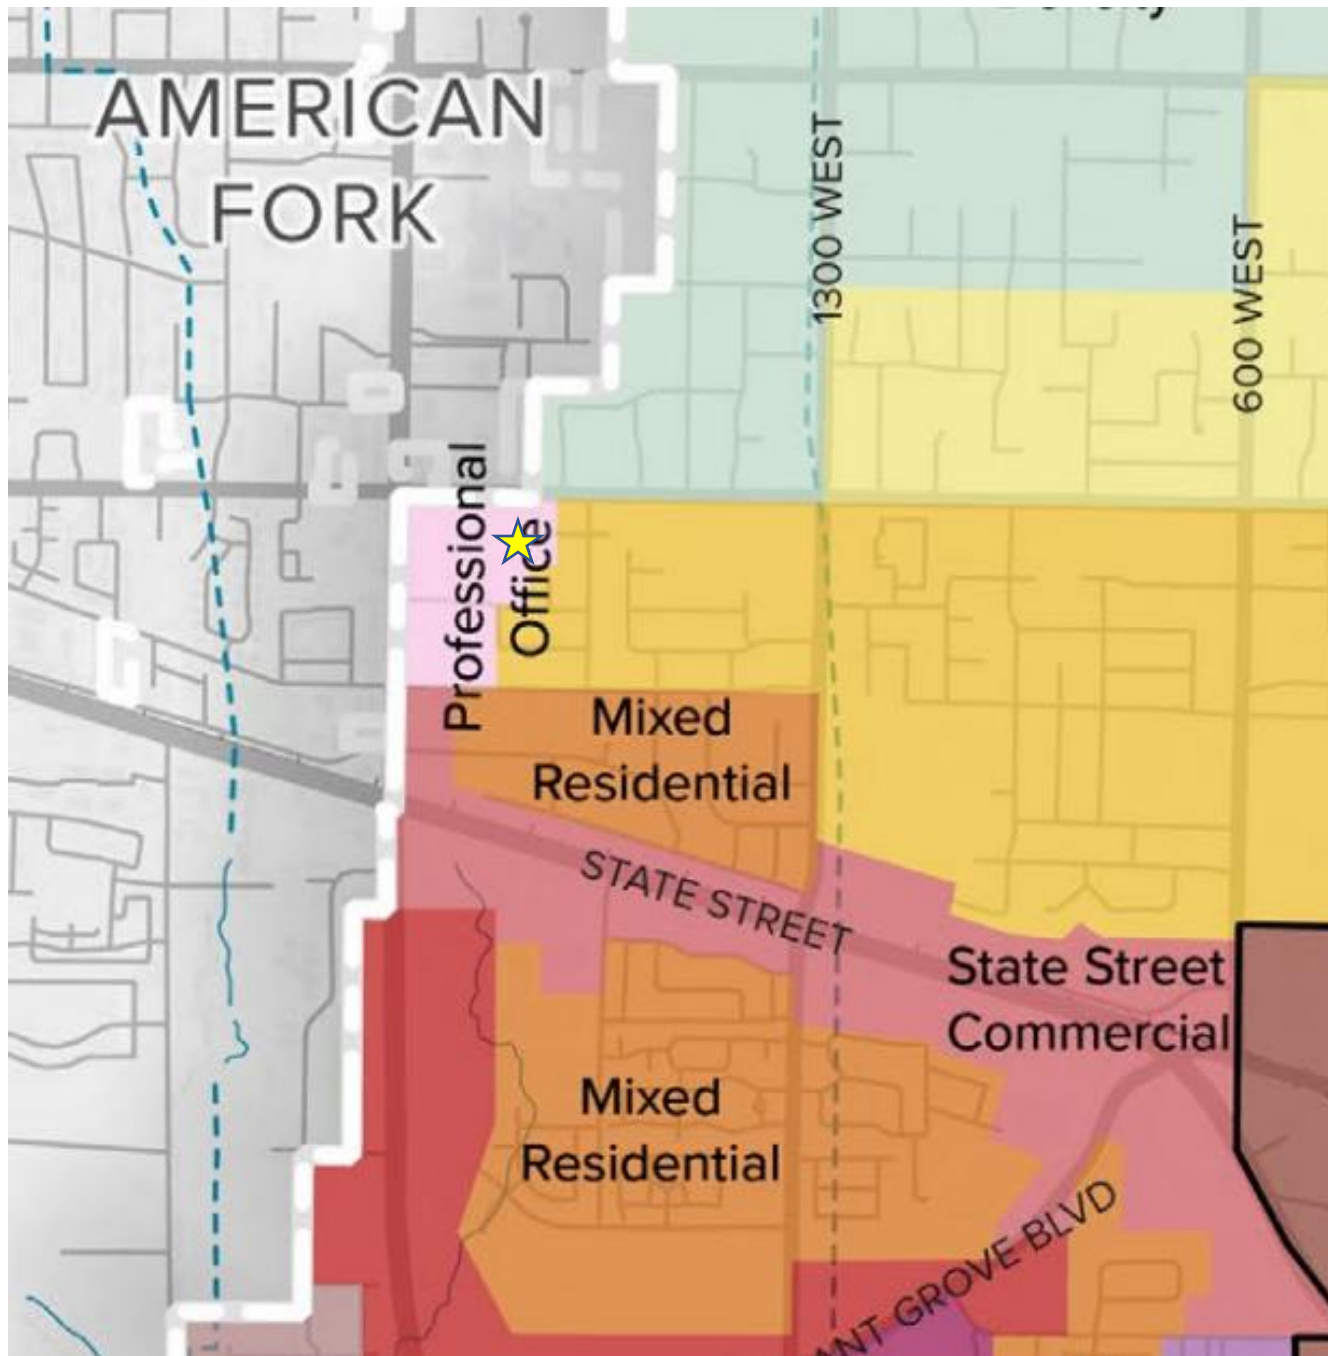 AMERICAN
FORK
1300 WEST
600 WEST
Professional
Office
Mixed
Residential
STATE STREET
State Street
Commercial
Mixed
Residential
ANT GROVE BLVD